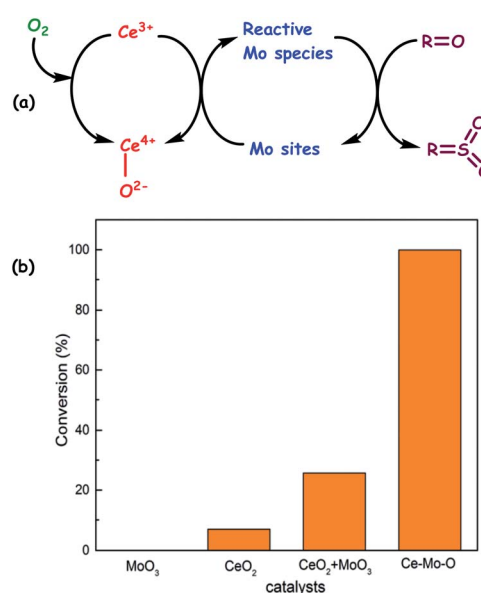 O₂
Ce³⁺
Reactive
Mo species
R=O
(a)
Ce⁴⁺
O²⁻
Mo sites
R=S
O
O
(b)
Conversion (%)
100
80
60
40
20
0
MoO₃
CeO₂
CeO₂+MoO₃
Ce-Mo-O
catalysts